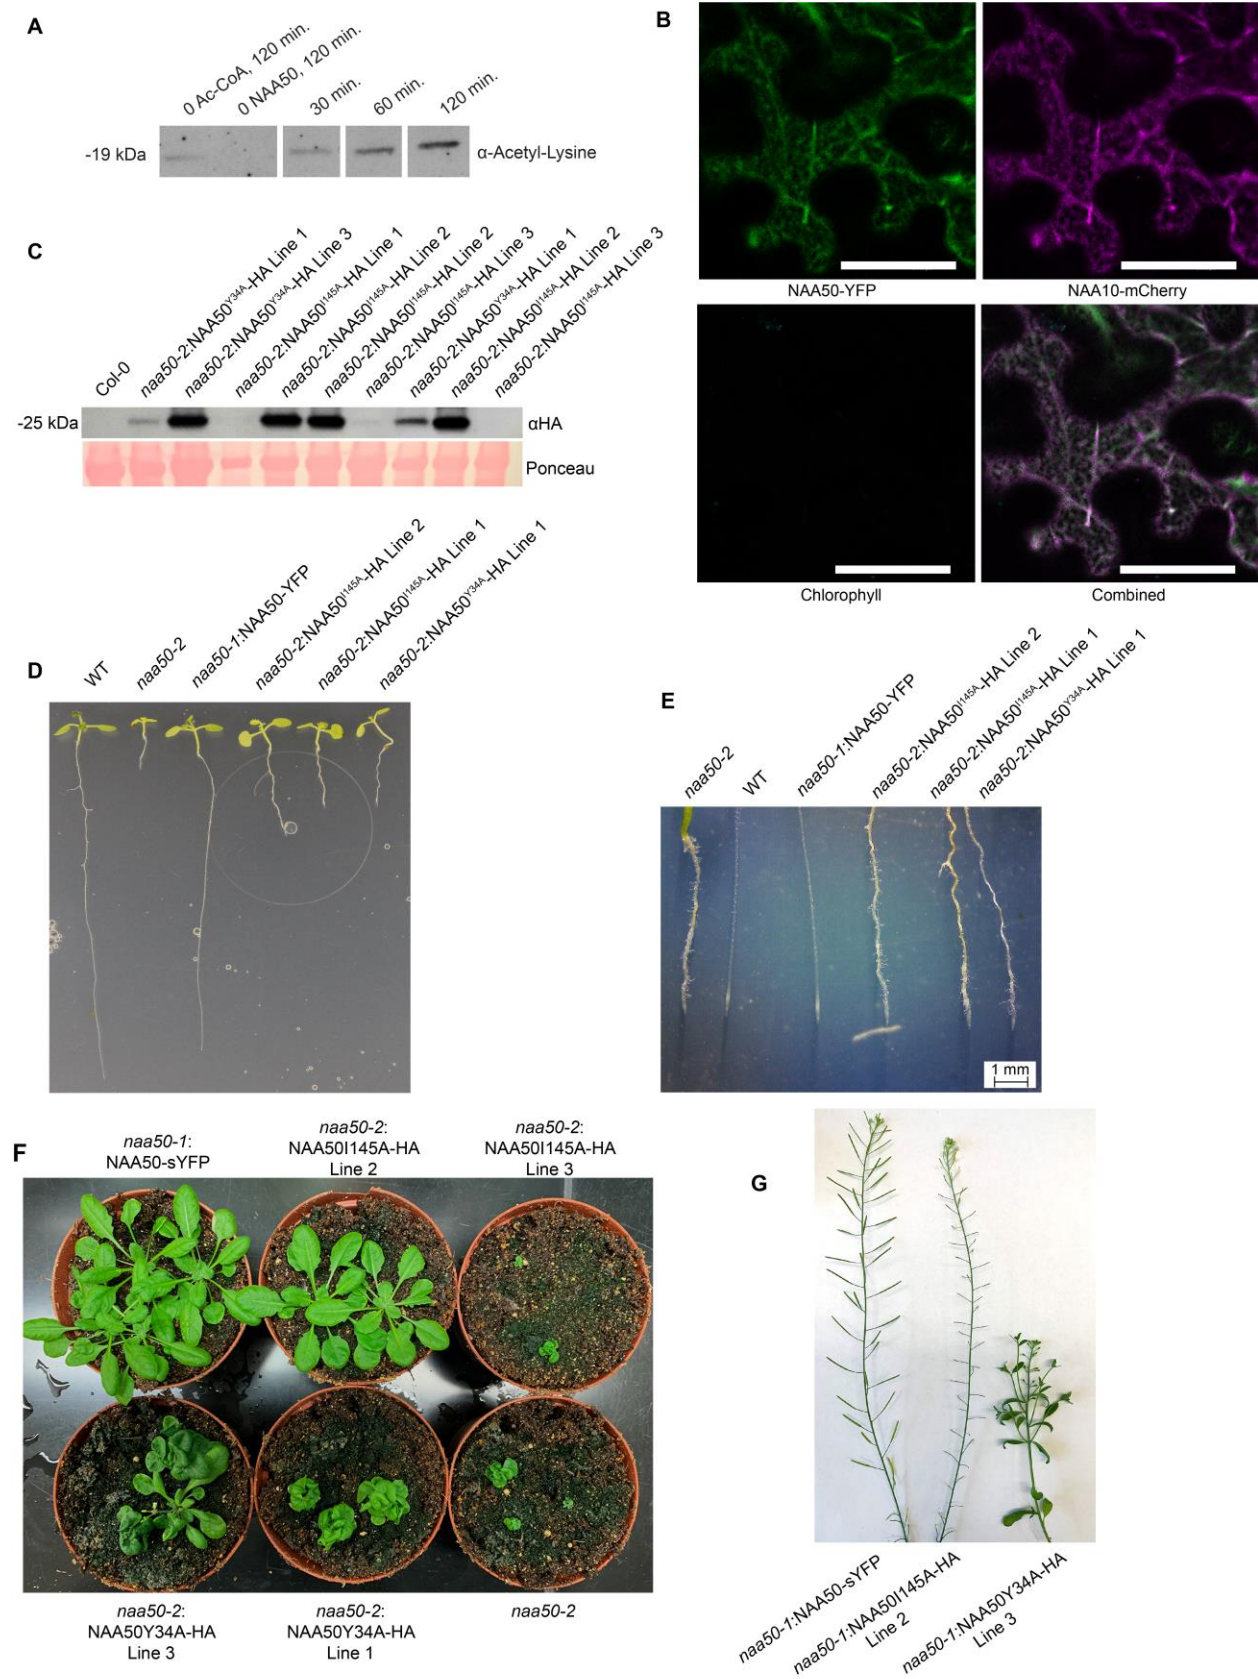 A
0 Ac-CoA, 120 min.
0 NAA50, 120 min.
30 min.
60 min.
120 min.
-19 kDa
α-Acetyl-Lysine
B
NAA50-YFP
NAA10-mCherry
Chlorophyll
Combined
C
Col-0
naa50-2:NAA50Y34A-HA Line 1
naa50-2:NAA50Y34A-HA Line 3
naa50-2:NAA50I145A-HA Line 1
naa50-2:NAA50I145A-HA Line 2
naa50-2:NAA50I145A-HA Line 2
naa50-2:NAA50I145A-HA Line 3
naa50-2:NAA50Y34A-HA Line 1
naa50-2:NAA50I145A-HA Line 2
naa50-2:NAA50I145A-HA Line 3
-25 kDa
αHA
Ponceau
D
WT
naa50-2
naa50-1:NAA50-YFP
naa50-2:NAA50I145A-HA Line 2
naa50-2:NAA50I145A-HA Line 1
naa50-2:NAA50Y34A-HA Line 1
E
naa50-2
WT
naa50-1:NAA50-YFP
naa50-2:NAA50I145A-HA Line 2
naa50-2:NAA50I145A-HA Line 1
naa50-2:NAA50Y34A-HA Line 1
1 mm
F
naa50-1:
NAA50-sYFP
naa50-2:
NAA50I145A-HA
Line 2
naa50-2:
NAA50I145A-HA
Line 3
naa50-2:
NAA50Y34A-HA
Line 3
naa50-2:
NAA50Y34A-HA
Line 1
naa50-2
G
naa50-1:NAA50-sYFP
naa50-1:NAA50I145A-HA
Line 2
naa50-1:NAA50Y34A-HA
Line 3